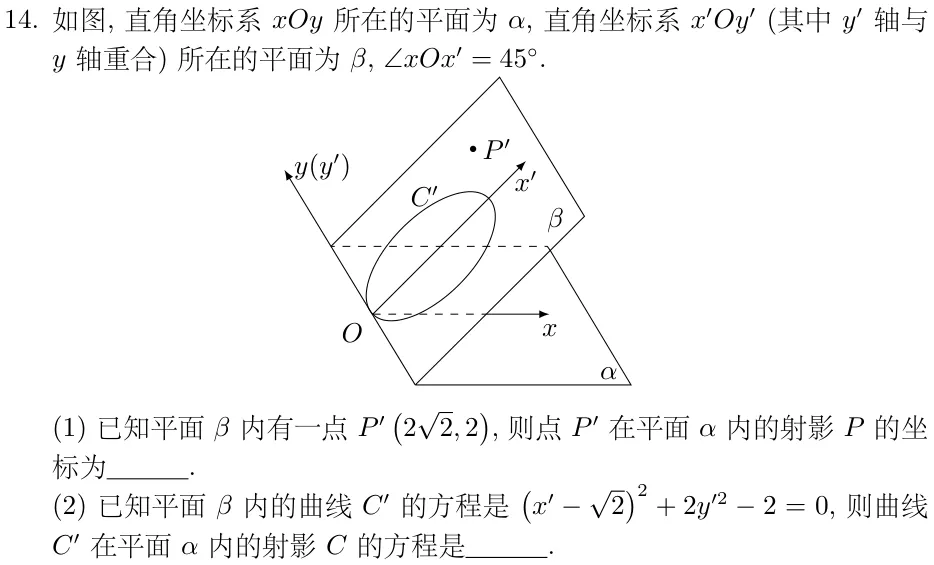 14. 如图, 直角坐标系 xOy 所在的平面为 α, 直角坐标系 x′Oy′ (其中 y′ 轴与
y 轴重合) 所在的平面为 β, ∠xOx′ = 45°.
P′
y(y′)
x′
C′
β
O
x
α
(1) 已知平面 β 内有一点 P′ (2√2, 2), 则点 P′ 在平面 α 内的射影 P 的坐
标为______.
(2) 已知平面 β 内的曲线 C′ 的方程是 (x′ − √2)² + 2y′² − 2 = 0, 则曲线
C′ 在平面 α 内的射影 C 的方程是______.